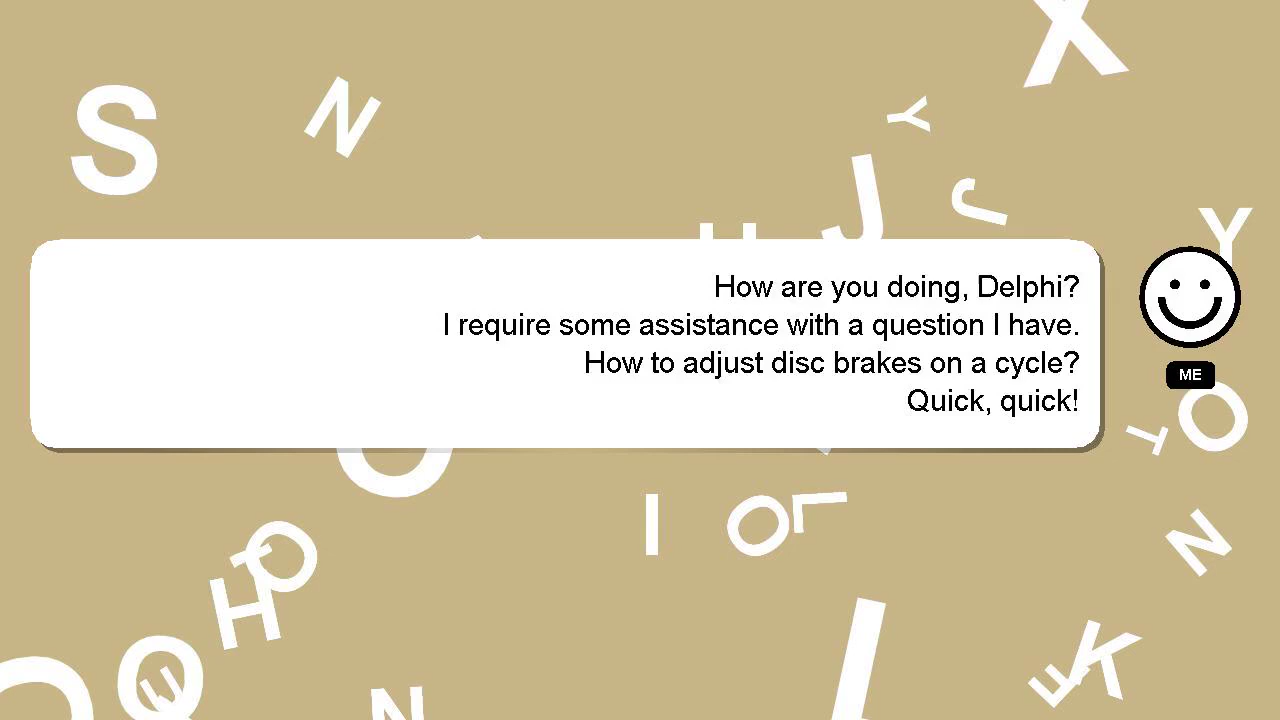 How are you doing, Delphi?
I require some assistance with a question I have.
How to adjust disc brakes on a cycle?
Quick, quick!
ME
S
N
X
Y
J
J
Y
O
T
I
O
L
N
O
T
H
O
K
E
N